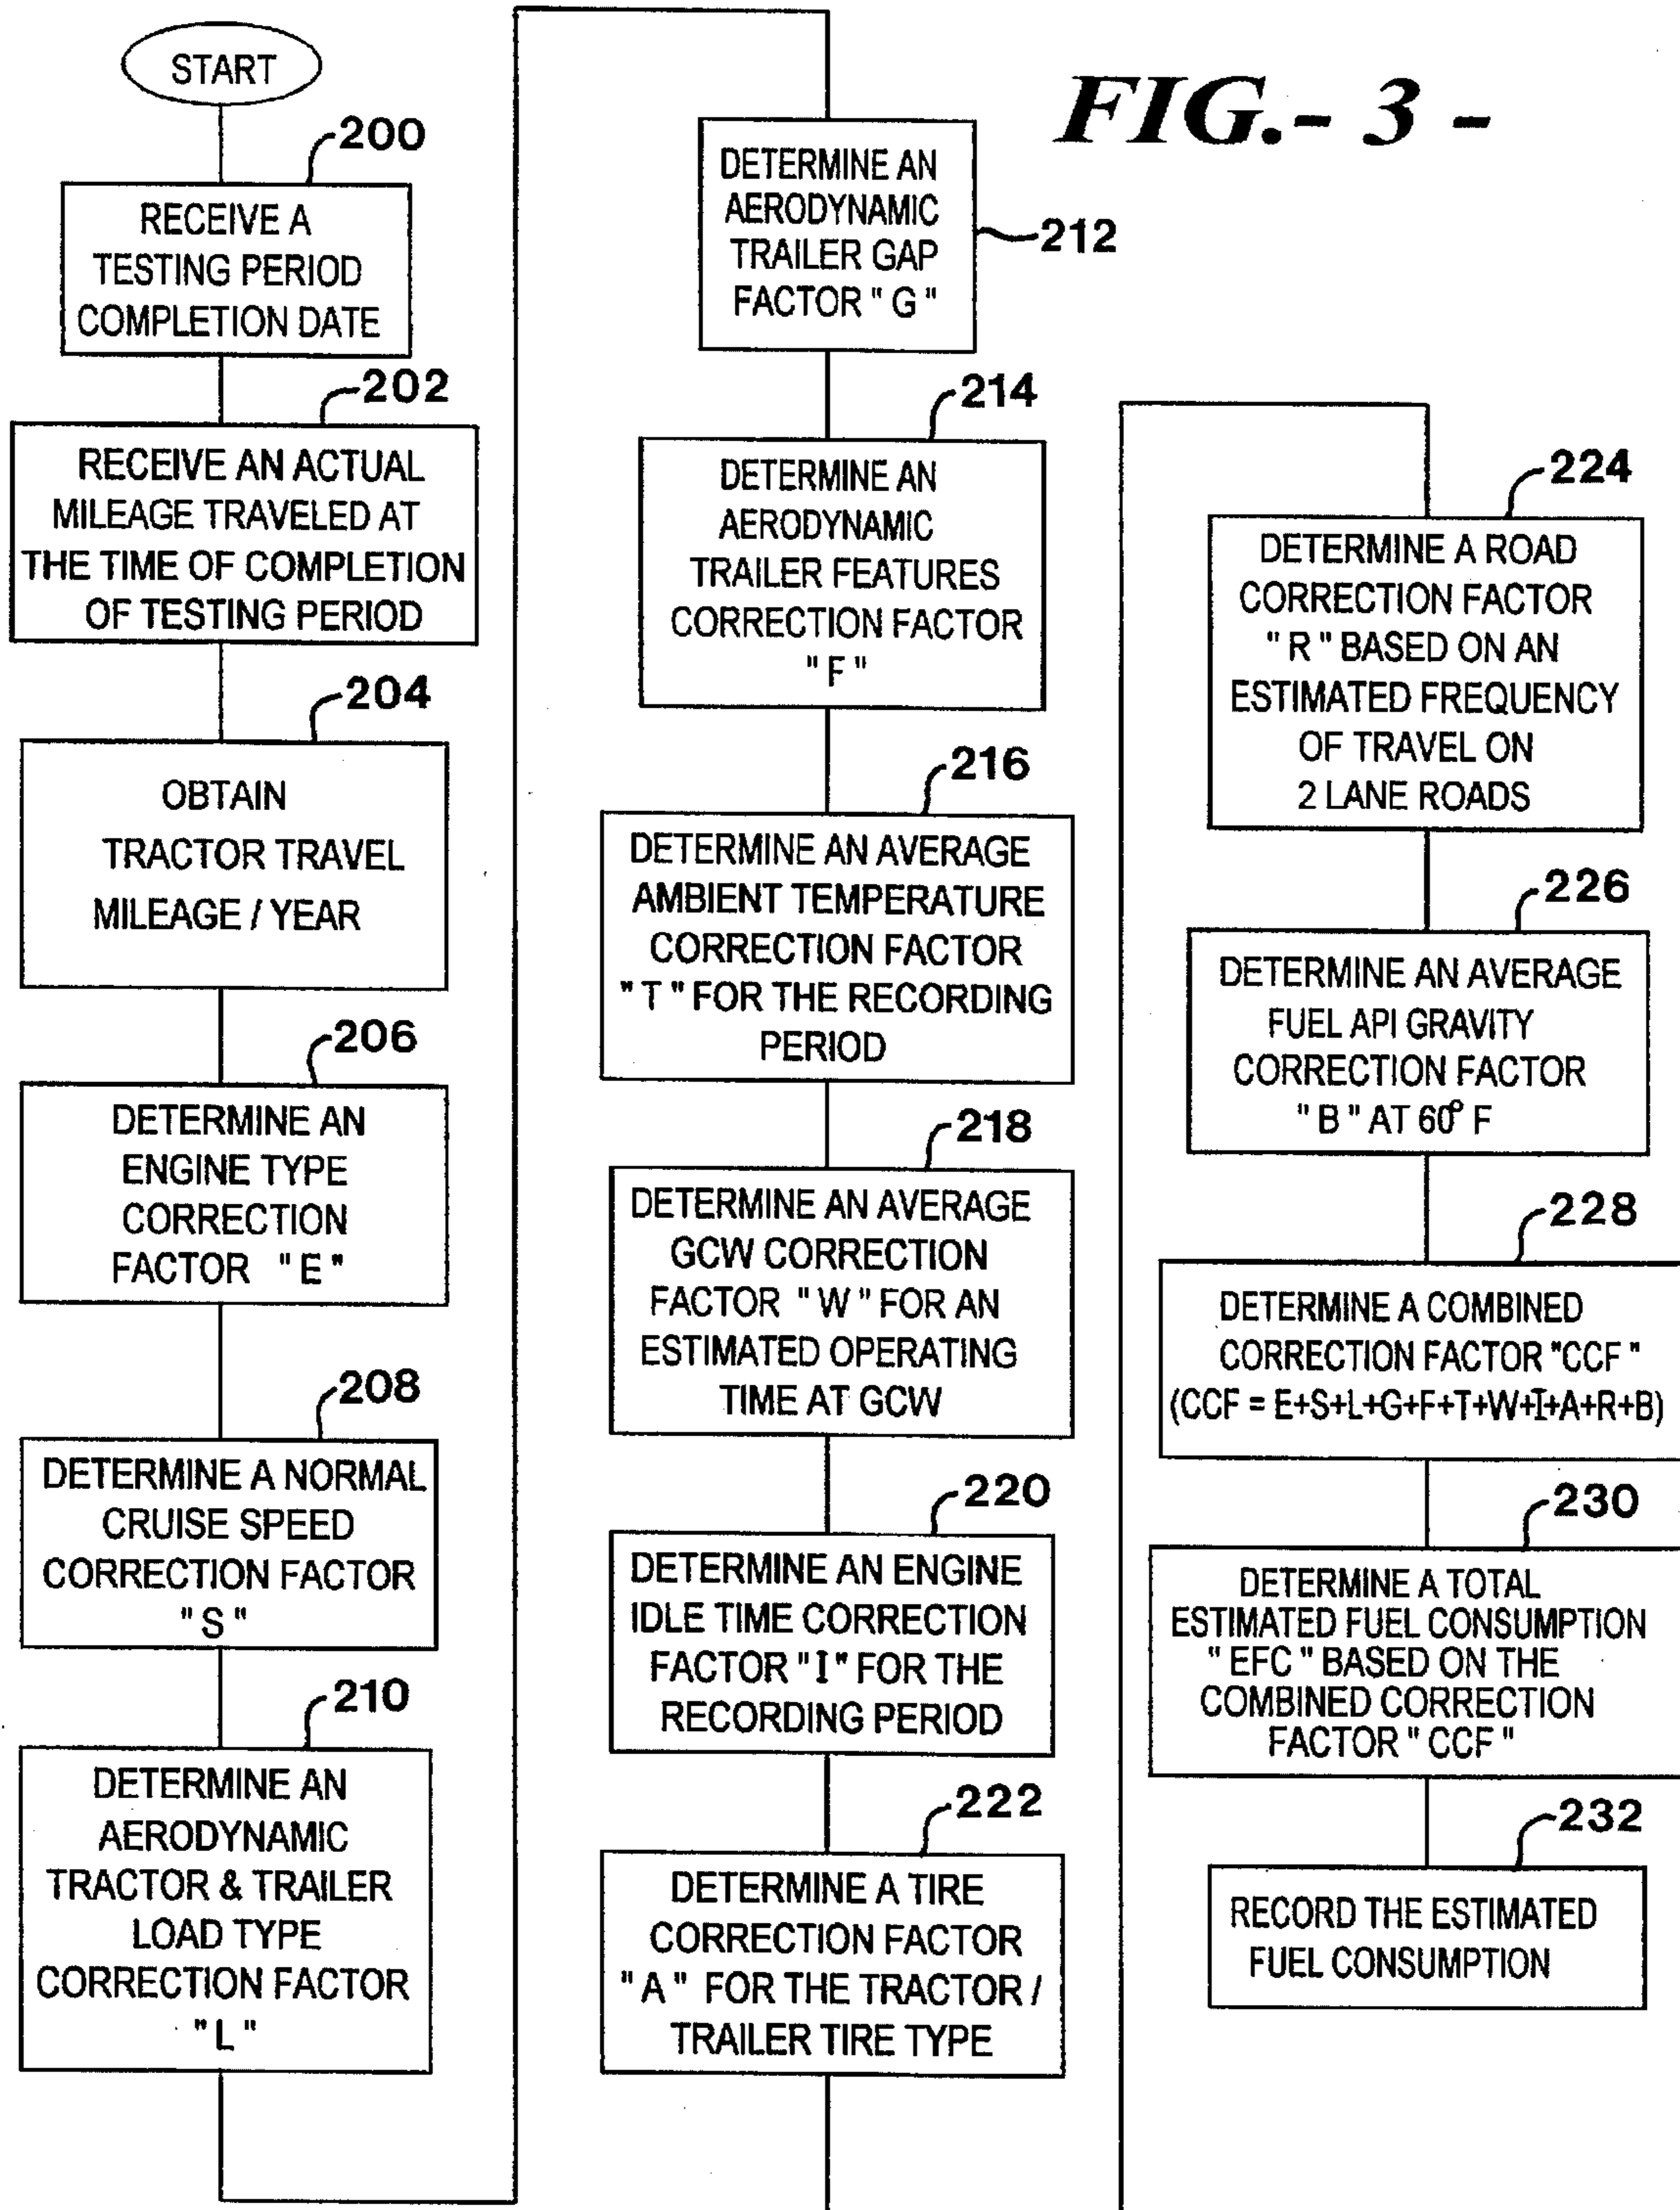 FIG.- 3 -
START
200
RECEIVE A
TESTING PERIOD
COMPLETION DATE
202
RECEIVE AN ACTUAL
MILEAGE TRAVELED AT
THE TIME OF COMPLETION
OF TESTING PERIOD
204
OBTAIN
TRACTOR TRAVEL
MILEAGE / YEAR
206
DETERMINE AN
ENGINE TYPE
CORRECTION
FACTOR "E"
208
DETERMINE A NORMAL
CRUISE SPEED
CORRECTION FACTOR
"S"
210
DETERMINE AN
AERODYNAMIC
TRACTOR & TRAILER
LOAD TYPE
CORRECTION FACTOR
"L"
DETERMINE AN
AERODYNAMIC
TRAILER GAP
FACTOR "G"
212
214
DETERMINE AN
AERODYNAMIC
TRAILER FEATURES
CORRECTION FACTOR
"F"
216
DETERMINE AN AVERAGE
AMBIENT TEMPERATURE
CORRECTION FACTOR
"T" FOR THE RECORDING
PERIOD
218
DETERMINE AN AVERAGE
GCW CORRECTION
FACTOR "W" FOR AN
ESTIMATED OPERATING
TIME AT GCW
220
DETERMINE AN ENGINE
IDLE TIME CORRECTION
FACTOR "I" FOR THE
RECORDING PERIOD
222
DETERMINE A TIRE
CORRECTION FACTOR
"A" FOR THE TRACTOR /
TRAILER TIRE TYPE
224
DETERMINE A ROAD
CORRECTION FACTOR
"R" BASED ON AN
ESTIMATED FREQUENCY
OF TRAVEL ON
2 LANE ROADS
226
DETERMINE AN AVERAGE
FUEL API GRAVITY
CORRECTION FACTOR
"B" AT 60° F
228
DETERMINE A COMBINED
CORRECTION FACTOR "CCF"
(CCF = E+S+L+G+F+T+W+I+A+R+B)
230
DETERMINE A TOTAL
ESTIMATED FUEL CONSUMPTION
"EFC" BASED ON THE
COMBINED CORRECTION
FACTOR "CCF"
232
RECORD THE ESTIMATED
FUEL CONSUMPTION